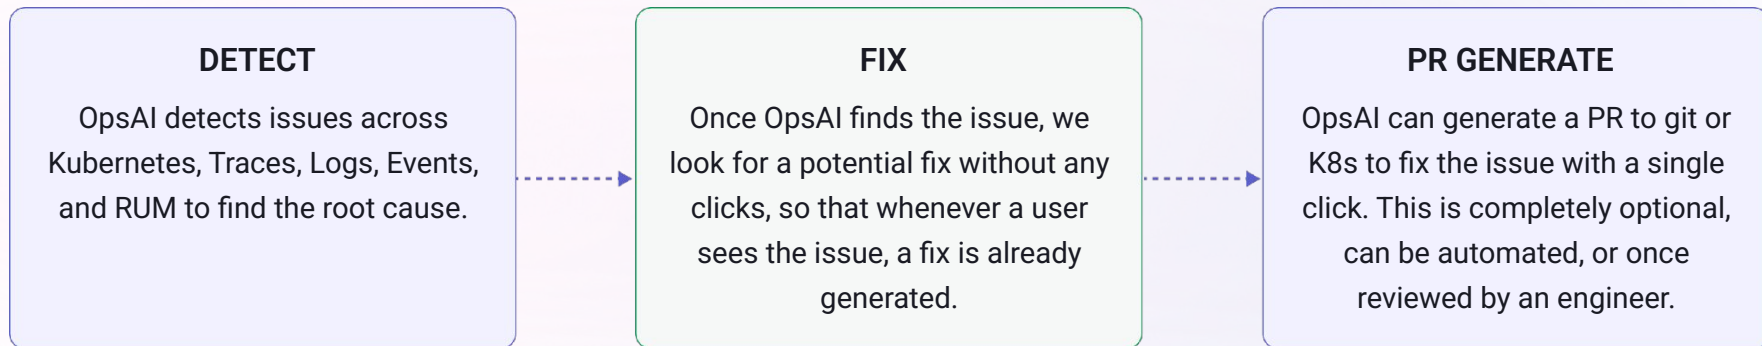 DETECT
OpsAI detects issues across
Kubernetes, Traces, Logs, Events,
and RUM to find the root cause.
FIX
Once OpsAI finds the issue, we
look for a potential fix without any
clicks, so that whenever a user
sees the issue, a fix is already
generated.
PR GENERATE
OpsAI can generate a PR to git or
K8s to fix the issue with a single
click. This is completely optional,
can be automated, or once
reviewed by an engineer.